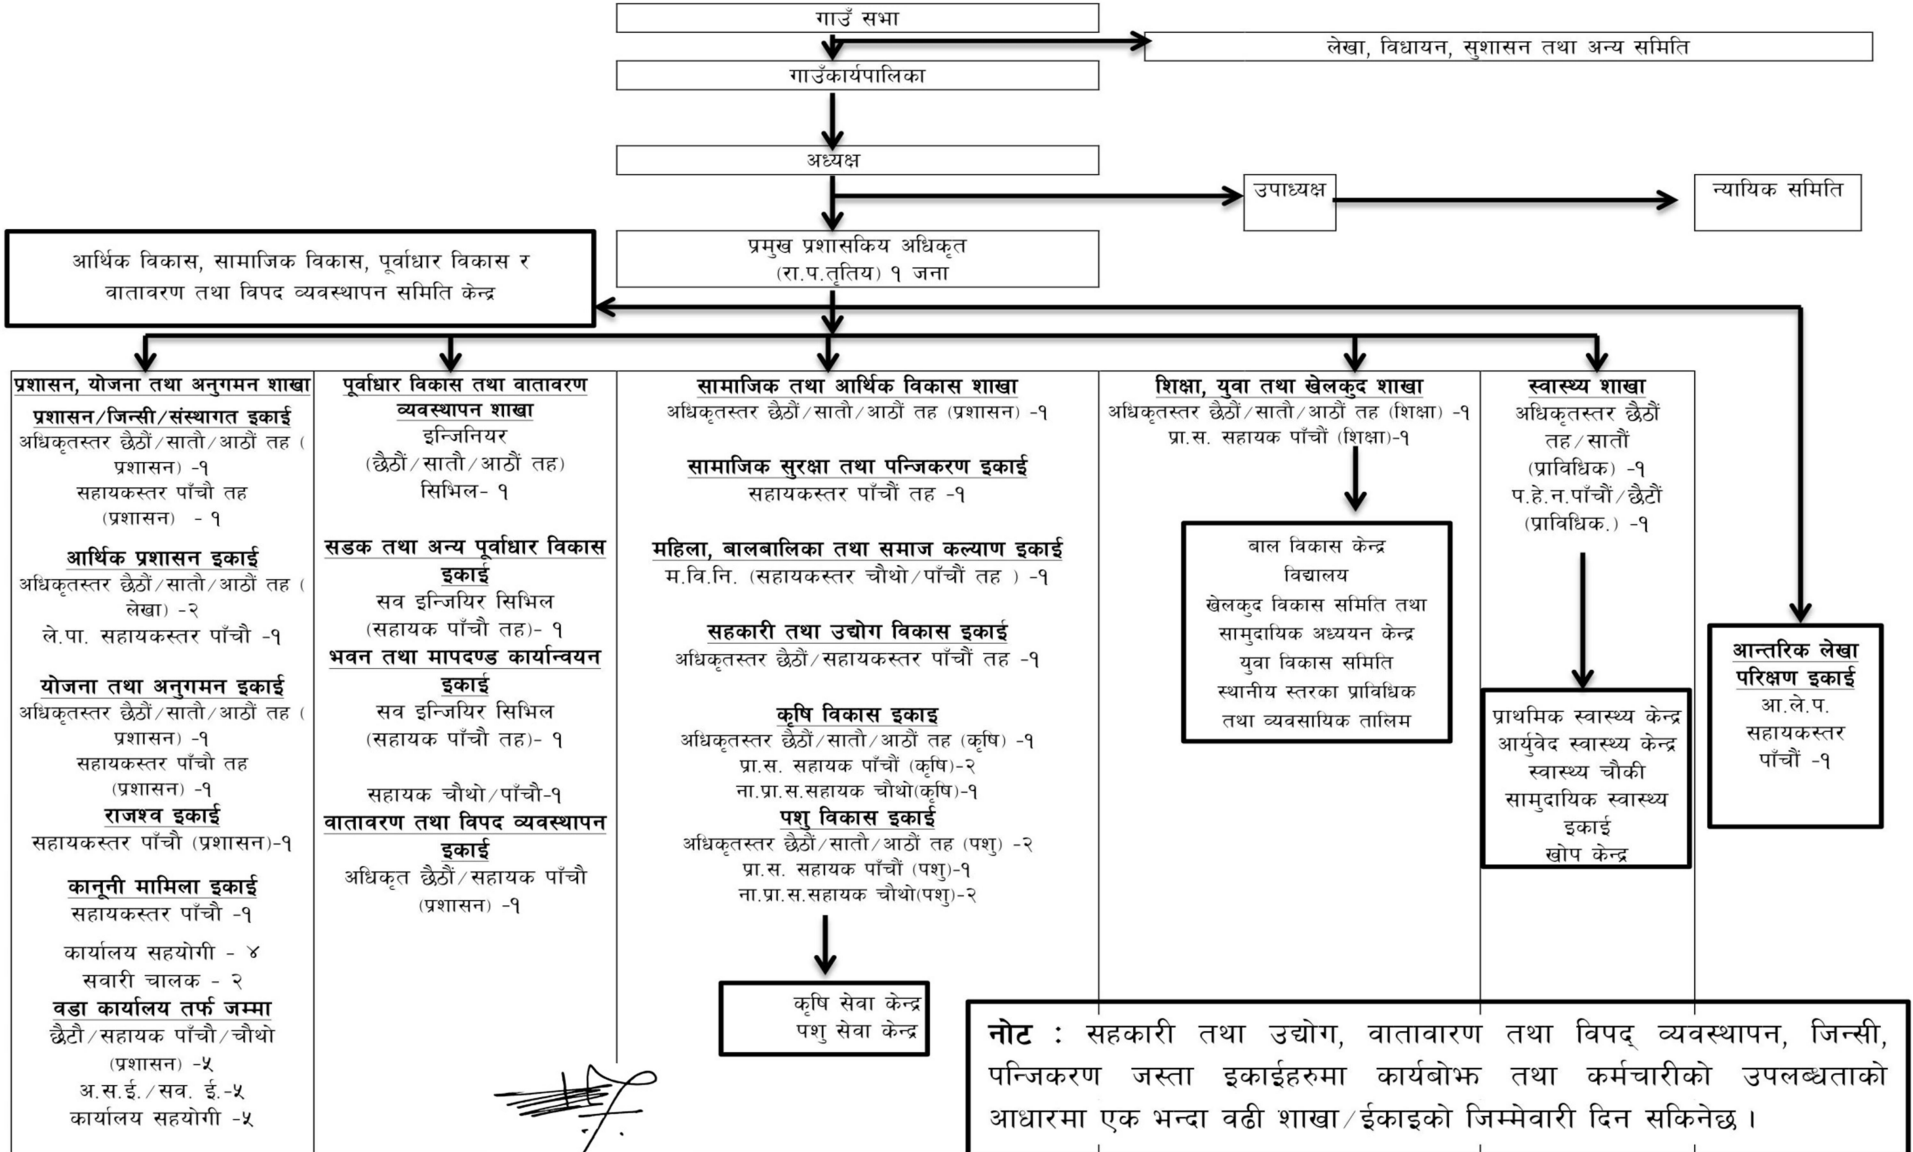 गाउँ सभा
लेखा, विधायन, सुशासन तथा अन्य समिति
गाउँकार्यपालिका
अध्यक्ष
उपाध्यक्ष
न्यायिक समिति
प्रमुख प्रशासकिय अधिकृत
(रा.प.तृतिय) १ जना
आर्थिक विकास, सामाजिक विकास, पूर्वाधार विकास र
वातावरण तथा विपद व्यवस्थापन समिति केन्द्र
प्रशासन, योजना तथा अनुगमन शाखा
प्रशासन/जिन्सी/संस्थागत इकाई
अधिकृतस्तर छैठौं/सातौ/आठौं तह (
प्रशासन) -१
सहायकस्तर पाँचौ तह
(प्रशासन) - १
आर्थिक प्रशासन इकाई
अधिकृतस्तर छैठौं/सातौ/आठौं तह (
लेखा) -२
ले.पा. सहायकस्तर पाँचौ -१
योजना तथा अनुगमन इकाई
अधिकृतस्तर छैठौं/सातौ/आठौं तह (
प्रशासन) -१
सहायकस्तर पाँचौ तह
(प्रशासन) -१
राजश्व इकाई
सहायकस्तर पाँचौ (प्रशासन)-१
कानूनी मामिला इकाई
सहायकस्तर पाँचौ -१
कार्यालय सहयोगी - ४
सवारी चालक - २
वडा कार्यालय तर्फ जम्मा
छैटौ/सहायक पाँचौ/चौथो
(प्रशासन) -५
अ.स.ई./सव. ई.-५
कार्यालय सहयोगी -५
पूर्वाधार विकास तथा वातावरण
व्यवस्थापन शाखा
इन्जिनियर
(छैठौं/सातौ/आठौं तह)
सिभिल- १
सडक तथा अन्य पूर्वाधार विकास
इकाई
सव इन्जियिर सिभिल
(सहायक पाँचौ तह)- १
भवन तथा मापदण्ड कार्यान्वयन
इकाई
सव इन्जियिर सिभिल
(सहायक पाँचौ तह)- १
सहायक चौथो/पाँचौ-१
वातावरण तथा विपद व्यवस्थापन
इकाई
अधिकृत छैठौं/सहायक पाँचौ
(प्रशासन) -१
सामाजिक तथा आर्थिक विकास शाखा
अधिकृतस्तर छैठौं/सातौ/आठौं तह (प्रशासन) -१
सामाजिक सुरक्षा तथा पन्जिकरण इकाई
सहायकस्तर पाँचौं तह -१
महिला, बालबालिका तथा समाज कल्याण इकाई
म.वि.नि. (सहायकस्तर चौथो/पाँचौं तह ) -१
सहकारी तथा उद्योग विकास इकाई
अधिकृतस्तर छैठौं/सहायकस्तर पाँचौं तह -१
कृषि विकास इकाइ
अधिकृतस्तर छैठौं/सातौ/आठौं तह (कृषि) -१
प्रा.स. सहायक पाँचौं (कृषि)-२
ना.प्रा.स.सहायक चौथो(कृषि)-१
पशु विकास इकाई
अधिकृतस्तर छैठौं/सातौ/आठौं तह (पशु) -२
प्रा.स. सहायक पाँचौं (पशु)-१
ना.प्रा.स.सहायक चौथो(पशु)-२
कृषि सेवा केन्द्र
पशु सेवा केन्द्र
शिक्षा, युवा तथा खेलकुद शाखा
अधिकृतस्तर छैठौं/सातौ/आठौं तह (शिक्षा) -१
प्रा.स. सहायक पाँचौं (शिक्षा)-१
बाल विकास केन्द्र
विद्यालय
खेलकुद विकास समिति तथा
सामुदायिक अध्ययन केन्द्र
युवा विकास समिति
स्थानीय स्तरका प्राविधिक
तथा व्यवसायिक तालिम
स्वास्थ्य शाखा
अधिकृतस्तर छैठौं
तह/सातौं
(प्राविधिक) -१
प.हे.न.पाँचौं/छैटौं
(प्राविधिक.) -१
प्राथमिक स्वास्थ्य केन्द्र
आर्युवेद स्वास्थ्य केन्द्र
स्वास्थ्य चौकी
सामुदायिक स्वास्थ्य
इकाई
खोप केन्द्र
आन्तरिक लेखा
परिक्षण इकाई
आ.ले.प.
सहायकस्तर
पाँचौं -१
नोट : सहकारी तथा उद्योग, वातावारण तथा विपद् व्यवस्थापन, जिन्सी,
पन्जिकरण जस्ता इकाईहरुमा कार्यबोझ तथा कर्मचारीको उपलब्धताको
आधारमा एक भन्दा वढी शाखा/ईकाइको जिम्मेवारी दिन सकिनेछ ।